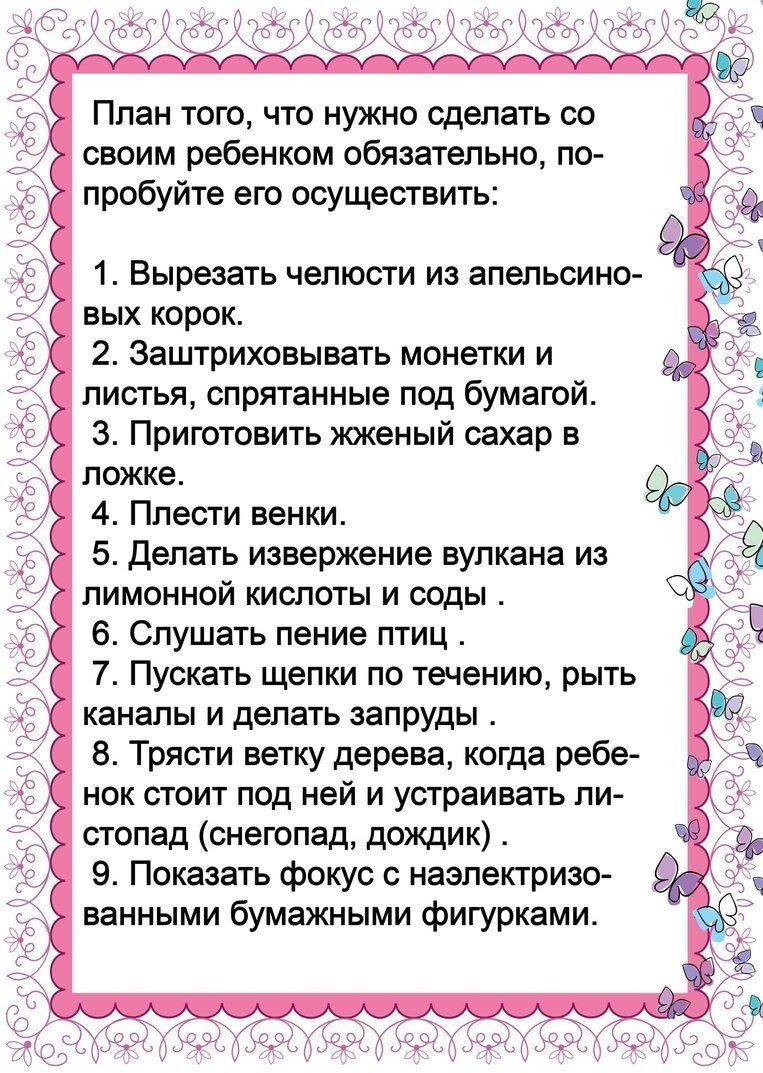 План того, что нужно сделать со
своим ребенком обязательно, по-
пробуйте его осуществить:
1. Вырезать челюсти из апельсино-
вых корок.
2. Заштриховывать монетки и
листья, спрятанные под бумагой.
3. Приготовить жженый сахар в
ложке.
4. Плести венки.
5. Делать извержение вулкана из
лимонной кислоты и соды .
6. Слушать пение птиц .
7. Пускать щепки по течению, рыть
каналы и делать запруды .
8. Трясти ветку дерева, когда ребе-
нок стоит под ней и устраивать ли-
стопад (снегопад, дождик) .
9. Показать фокус с наэлектризо-
ванными бумажными фигурками.